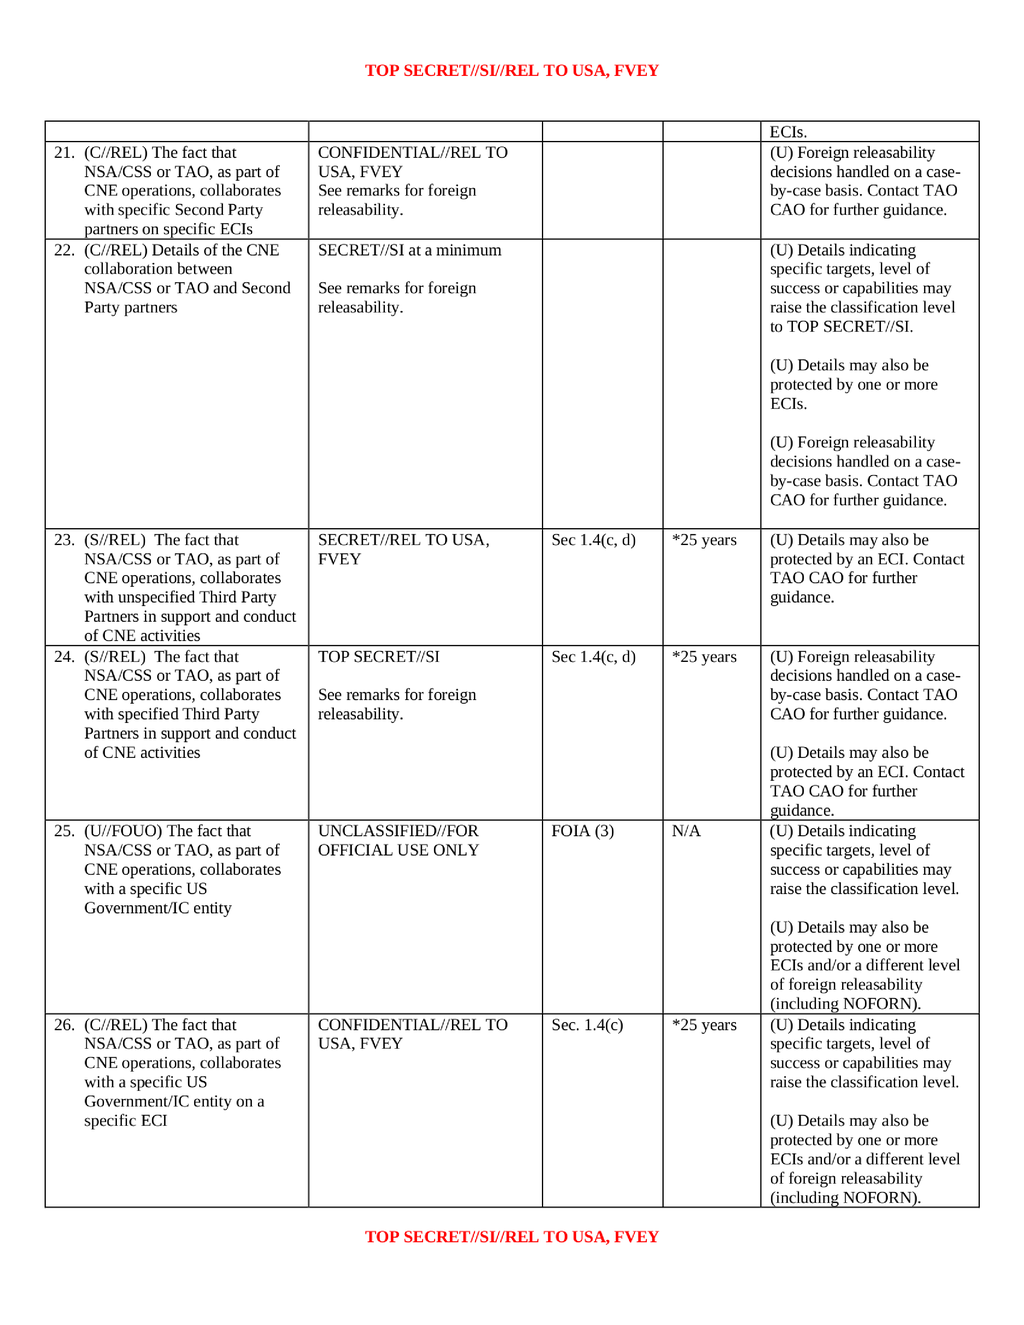 TOP SECRET//SI//REL TO USA, FVEY
ECIs.
21. (C//REL) The fact that
NSA/CSS or TAO, as part of
CNE operations, collaborates
with specific Second Party
partners on specific ECIs
CONFIDENTIAL//REL TO
USA, FVEY
See remarks for foreign
releasability.
(U) Foreign releasability
decisions handled on a case-
by-case basis. Contact TAO
CAO for further guidance.
22. (C//REL) Details of the CNE
collaboration between
NSA/CSS or TAO and Second
Party partners
SECRET//SI at a minimum
See remarks for foreign
releasability.
(U) Details indicating
specific targets, level of
success or capabilities may
raise the classification level
to TOP SECRET//SI.
(U) Details may also be
protected by one or more
ECIs.
(U) Foreign releasability
decisions handled on a case-
by-case basis. Contact TAO
CAO for further guidance.
23. (S//REL) The fact that
NSA/CSS or TAO, as part of
CNE operations, collaborates
with unspecified Third Party
Partners in support and conduct
of CNE activities
SECRET//REL TO USA,
FVEY
Sec 1.4(c, d)
*25 years
(U) Details may also be
protected by an ECI. Contact
TAO CAO for further
guidance.
24. (S//REL) The fact that
NSA/CSS or TAO, as part of
CNE operations, collaborates
with specified Third Party
Partners in support and conduct
of CNE activities
TOP SECRET//SI
See remarks for foreign
releasability.
Sec 1.4(c, d)
*25 years
(U) Foreign releasability
decisions handled on a case-
by-case basis. Contact TAO
CAO for further guidance.
(U) Details may also be
protected by an ECI. Contact
TAO CAO for further
guidance.
25. (U//FOUO) The fact that
NSA/CSS or TAO, as part of
CNE operations, collaborates
with a specific US
Government/IC entity
UNCLASSIFIED//FOR
OFFICIAL USE ONLY
FOIA (3)
N/A
(U) Details indicating
specific targets, level of
success or capabilities may
raise the classification level.
(U) Details may also be
protected by one or more
ECIs and/or a different level
of foreign releasability
(including NOFORN).
26. (C//REL) The fact that
NSA/CSS or TAO, as part of
CNE operations, collaborates
with a specific US
Government/IC entity on a
specific ECI
CONFIDENTIAL//REL TO
USA, FVEY
Sec. 1.4(c)
*25 years
(U) Details indicating
specific targets, level of
success or capabilities may
raise the classification level.
(U) Details may also be
protected by one or more
ECIs and/or a different level
of foreign releasability
(including NOFORN).
TOP SECRET//SI//REL TO USA, FVEY